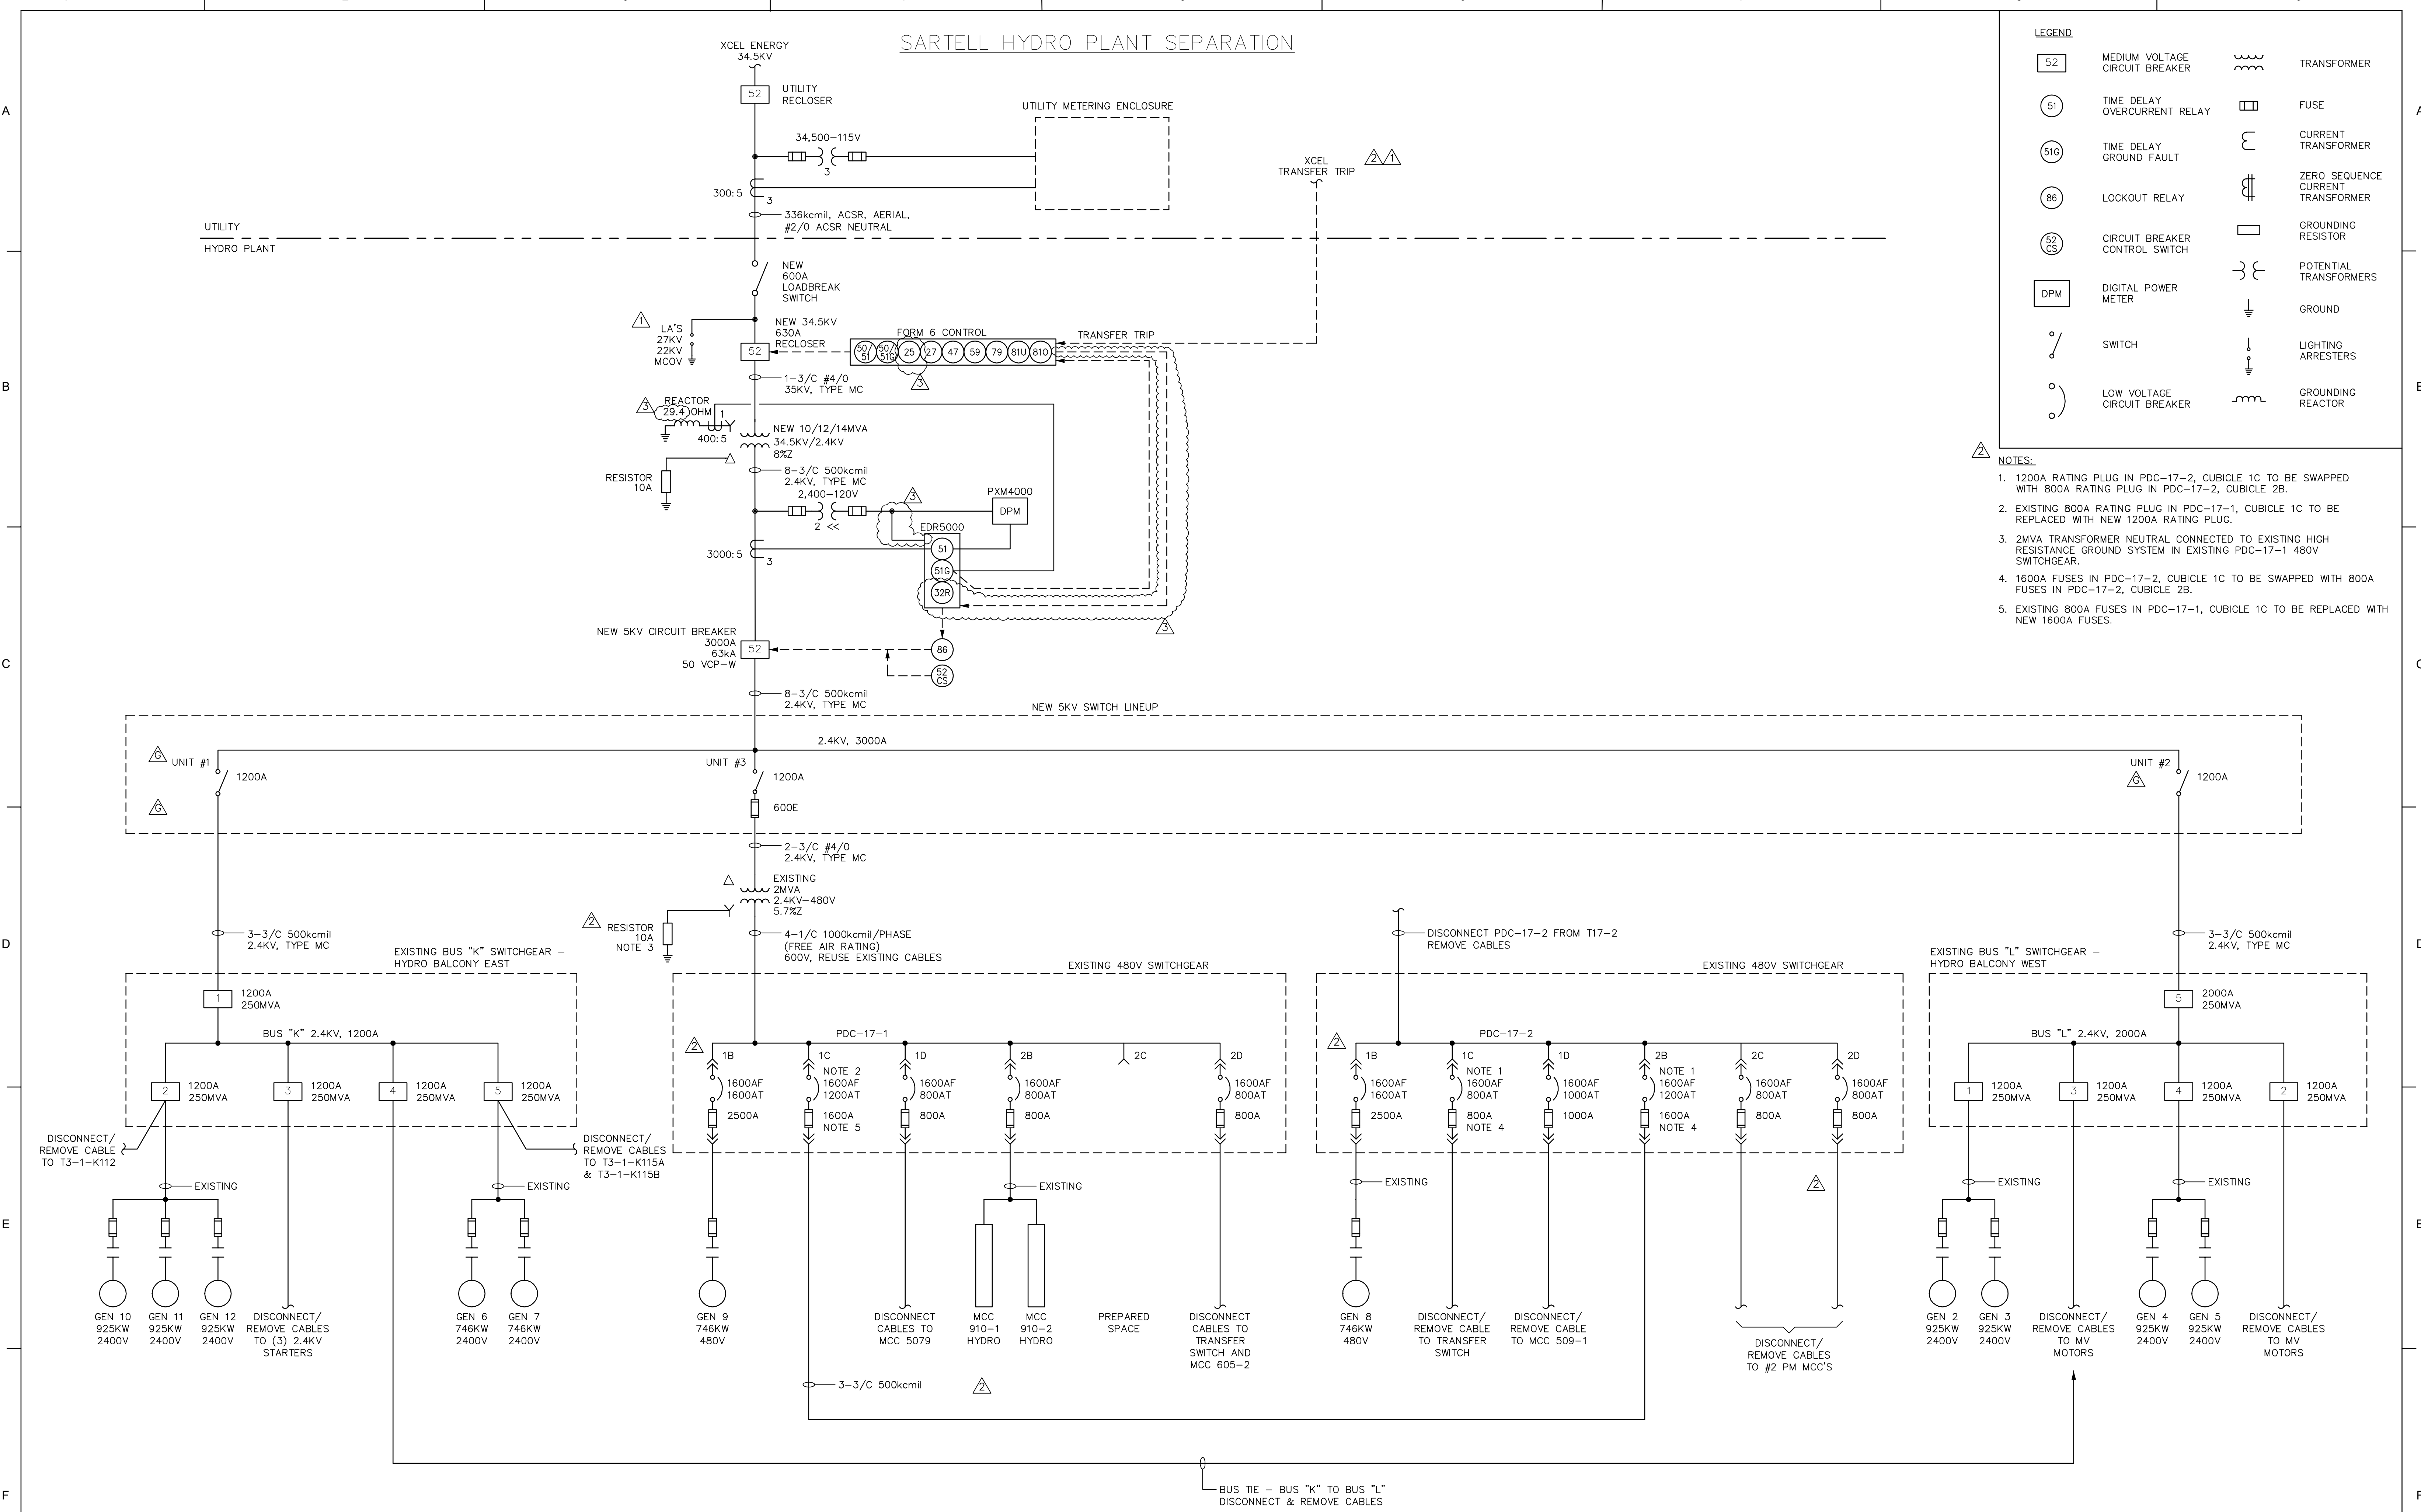 SARTELL HYDRO PLANT SEPARATION
XCEL ENERGY
34.5KV
52
UTILITY
RECLOSER
UTILITY METERING ENCLOSURE
34,500-115V
3
300:5
3
336kcmil, ACSR, AERIAL,
#2/0 ACSR NEUTRAL
XCEL
TRANSFER TRIP
2
1
UTILITY
HYDRO PLANT
NEW
600A
LOADBREAK
SWITCH
1
LA'S
27KV
22KV
MCOV
NEW 34.5KV
630A
RECLOSER
52
FORM 6 CONTROL
50/51
50/51G
25
27
47
59
79
81U
81O
TRANSFER TRIP
3
1-3/C #4/0
35KV, TYPE MC
3
REACTOR
29.4 OHM
1
400:5
NEW 10/12/14MVA
34.5KV/2.4KV
8%Z
RESISTOR
10A
8-3/C 500kcmil
2.4KV, TYPE MC
2,400-120V
2 <<
3
PXM4000
DPM
EDR5000
51
51G
32R
3000:5
3
3
NEW 5KV CIRCUIT BREAKER
3000A
63kA
50 VCP-W
52
86
52
CS
8-3/C 500kcmil
2.4KV, TYPE MC
NEW 5KV SWITCH LINEUP
2.4KV, 3000A
G
UNIT #1
1200A
G
UNIT #3
1200A
600E
UNIT #2
G
1200A
2-3/C #4/0
2.4KV, TYPE MC
EXISTING
2MVA
2.4KV-480V
5.7%Z
2
RESISTOR
10A
NOTE 3
4-1/C 1000kcmil/PHASE
(FREE AIR RATING)
600V, REUSE EXISTING CABLES
3-3/C 500kcmil
2.4KV, TYPE MC
DISCONNECT PDC-17-2 FROM T17-2
REMOVE CABLES
3-3/C 500kcmil
2.4KV, TYPE MC
EXISTING BUS "K" SWITCHGEAR -
HYDRO BALCONY EAST
1
1200A
250MVA
BUS "K" 2.4KV, 1200A
2
1200A
250MVA
3
1200A
250MVA
4
1200A
250MVA
5
1200A
250MVA
DISCONNECT/
REMOVE CABLE
TO T3-1-K112
DISCONNECT/
REMOVE CABLES
TO T3-1-K115A
& T3-1-K115B
EXISTING
EXISTING
GEN 10
925KW
2400V
GEN 11
925KW
2400V
GEN 12
925KW
2400V
DISCONNECT/
REMOVE CABLES
TO (3) 2.4KV
STARTERS
GEN 6
746KW
2400V
GEN 7
746KW
2400V
EXISTING 480V SWITCHGEAR
PDC-17-1
2
1B
1600AF
1600AT
2500A
1C
NOTE 2
1600AF
1200AT
1600A
NOTE 5
1D
1600AF
800AT
800A
2B
1600AF
800AT
800A
2C
2D
1600AF
800AT
800A
EXISTING
GEN 9
746KW
480V
DISCONNECT
CABLES TO
MCC 5079
MCC
910-1
HYDRO
MCC
910-2
HYDRO
PREPARED
SPACE
DISCONNECT
CABLES TO
TRANSFER
SWITCH AND
MCC 605-2
3-3/C 500kcmil
2
EXISTING 480V SWITCHGEAR
PDC-17-2
2
1B
1600AF
1600AT
2500A
1C
NOTE 1
1600AF
800AT
800A
NOTE 4
1D
1600AF
1000AT
1000A
2B
NOTE 1
1600AF
1200AT
1600A
NOTE 4
2C
1600AF
800AT
800A
2D
1600AF
800AT
800A
EXISTING
2
GEN 8
746KW
480V
DISCONNECT/
REMOVE CABLE
TO TRANSFER
SWITCH
DISCONNECT/
REMOVE CABLE
TO MCC 509-1
DISCONNECT/
REMOVE CABLES
TO #2 PM MCC'S
EXISTING BUS "L" SWITCHGEAR -
HYDRO BALCONY WEST
5
2000A
250MVA
BUS "L" 2.4KV, 2000A
1
1200A
250MVA
3
1200A
250MVA
4
1200A
250MVA
2
1200A
250MVA
EXISTING
EXISTING
GEN 2
925KW
2400V
GEN 3
925KW
2400V
DISCONNECT/
REMOVE CABLES
TO MV
MOTORS
GEN 4
925KW
2400V
GEN 5
925KW
2400V
DISCONNECT/
REMOVE CABLES
TO MV
MOTORS
BUS TIE - BUS "K" TO BUS "L"
DISCONNECT & REMOVE CABLES
LEGEND
52
MEDIUM VOLTAGE
CIRCUIT BREAKER
TRANSFORMER
51
TIME DELAY
OVERCURRENT RELAY
FUSE
51G
TIME DELAY
GROUND FAULT
CURRENT
TRANSFORMER
86
LOCKOUT RELAY
ZERO SEQUENCE
CURRENT
TRANSFORMER
52
CS
CIRCUIT BREAKER
CONTROL SWITCH
GROUNDING
RESISTOR
DPM
DIGITAL POWER
METER
POTENTIAL
TRANSFORMERS
GROUND
SWITCH
LIGHTING
ARRESTERS
LOW VOLTAGE
CIRCUIT BREAKER
GROUNDING
REACTOR
2
NOTES:
1. 1200A RATING PLUG IN PDC-17-2, CUBICLE 1C TO BE SWAPPED
WITH 800A RATING PLUG IN PDC-17-2, CUBICLE 2B.
2. EXISTING 800A RATING PLUG IN PDC-17-1, CUBICLE 1C TO BE
REPLACED WITH NEW 1200A RATING PLUG.
3. 2MVA TRANSFORMER NEUTRAL CONNECTED TO EXISTING HIGH
RESISTANCE GROUND SYSTEM IN EXISTING PDC-17-1 480V
SWITCHGEAR.
4. 1600A FUSES IN PDC-17-2, CUBICLE 1C TO BE SWAPPED WITH 800A
FUSES IN PDC-17-2, CUBICLE 2B.
5. EXISTING 800A FUSES IN PDC-17-1, CUBICLE 1C TO BE REPLACED WITH
NEW 1600A FUSES.
A
B
C
D
E
F